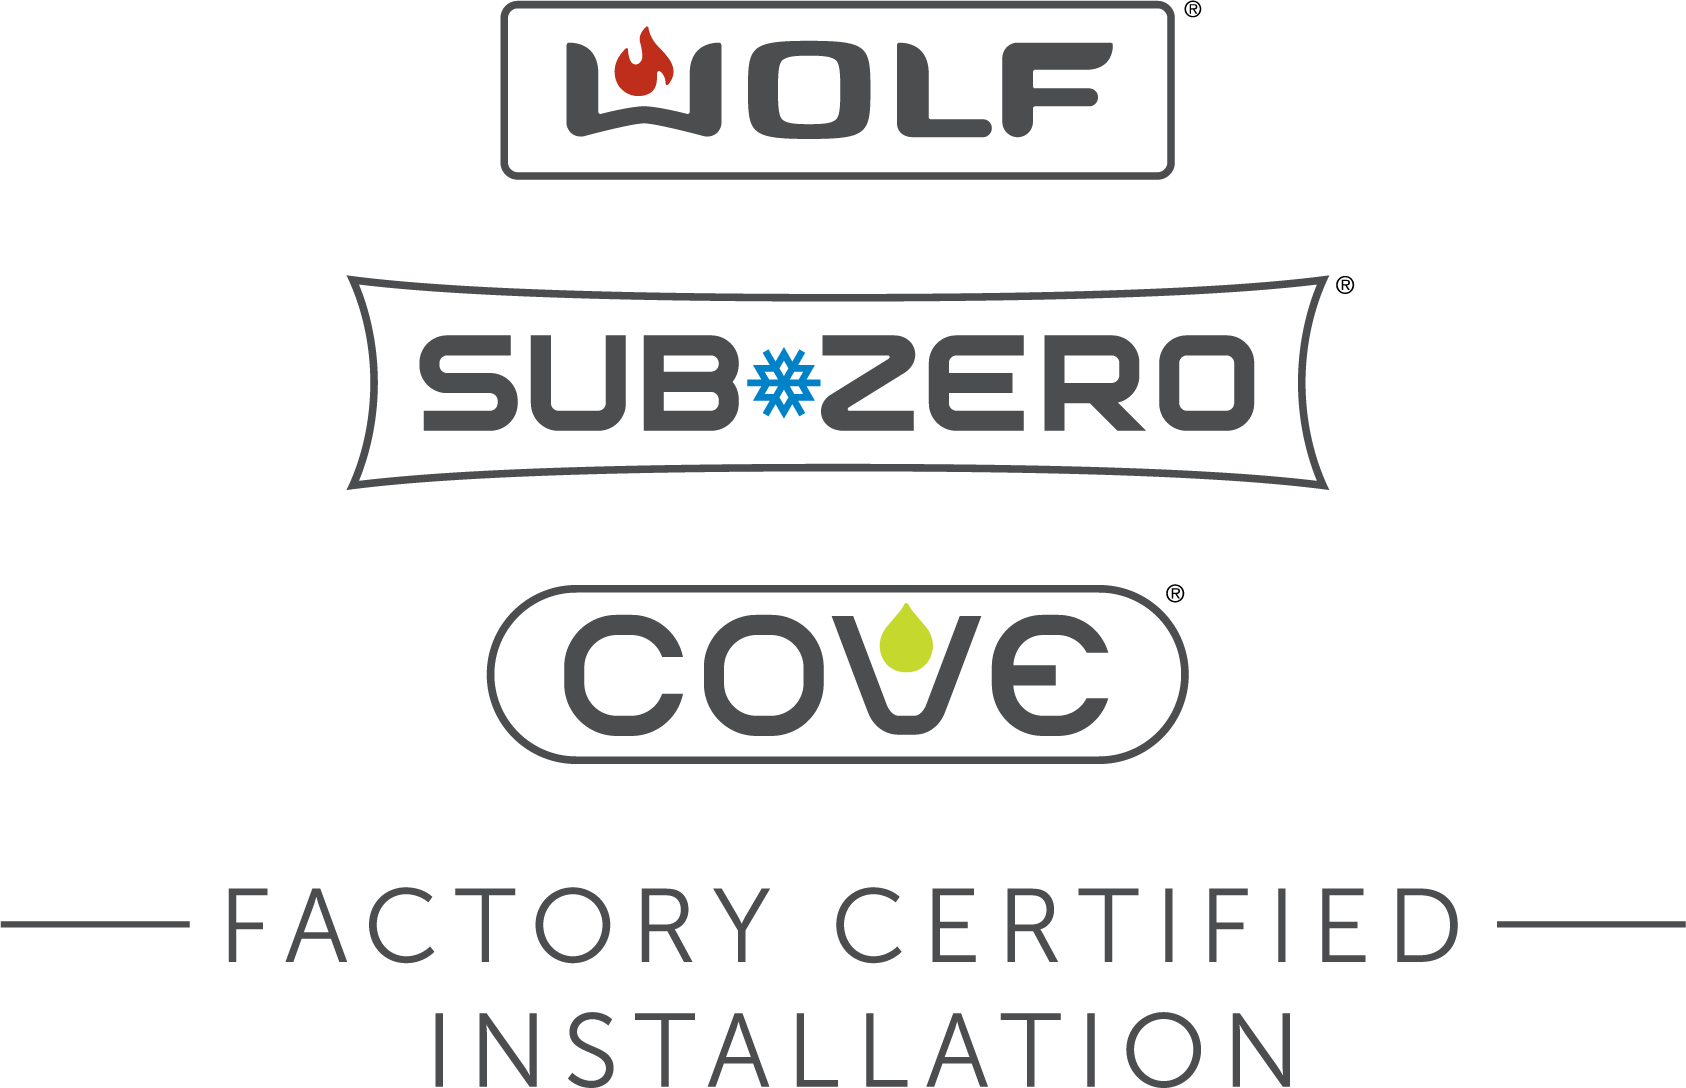 WOLF®
SUB ZERO®
COVE®
FACTORY CERTIFIED
INSTALLATION